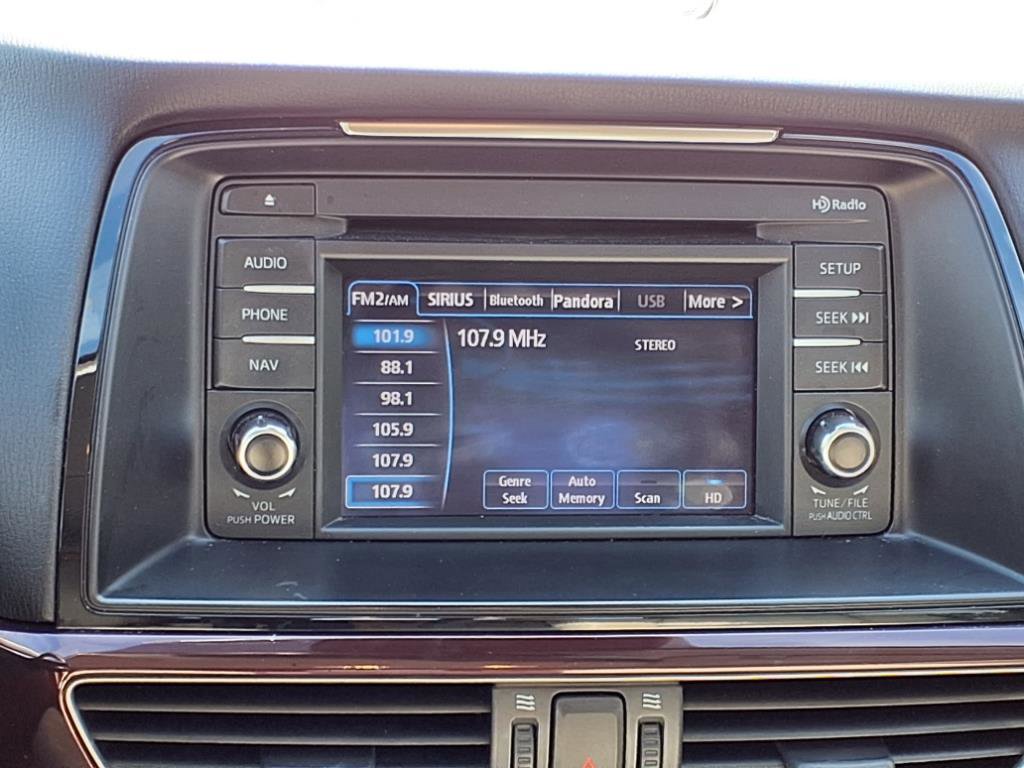 HD Radio
AUDIO
PHONE
NAV
VOL
PUSH POWER
FM2/AM SIRIUS Bluetooth Pandora USB More >
101.9
88.1
98.1
105.9
107.9
107.9
107.9 MHz
STEREO
Genre
Seek
Auto
Memory
Scan
HD
SETUP
SEEK
SEEK
TUNE/FILE
PUSH AUDIO CTRL